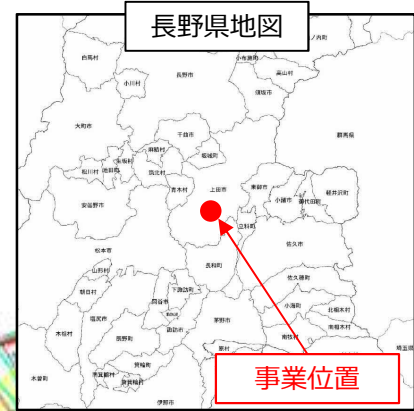 長野県地図
ノ内町
白馬村
小布施町
高山村
長野市
小川村
須坂市
大町市
千曲市
群馬県
麻績村
生坂村
坂城町
松川村
池田町
筑北村
青木村
上田市
東御市
小諸市
軽井沢町
御代田町
安曇野市
立科町
松本市
佐久市
長和町
山形村
下諏訪町
佐久穂町
朝日村
岡谷市
小海町
塩尻市
茅野市
北相木村
諏訪市
南相木村
木祖村
辰野町
原村
南牧村
箕輪町
埼玉県
木曽町
南箕輪村
伊那市
事業位置